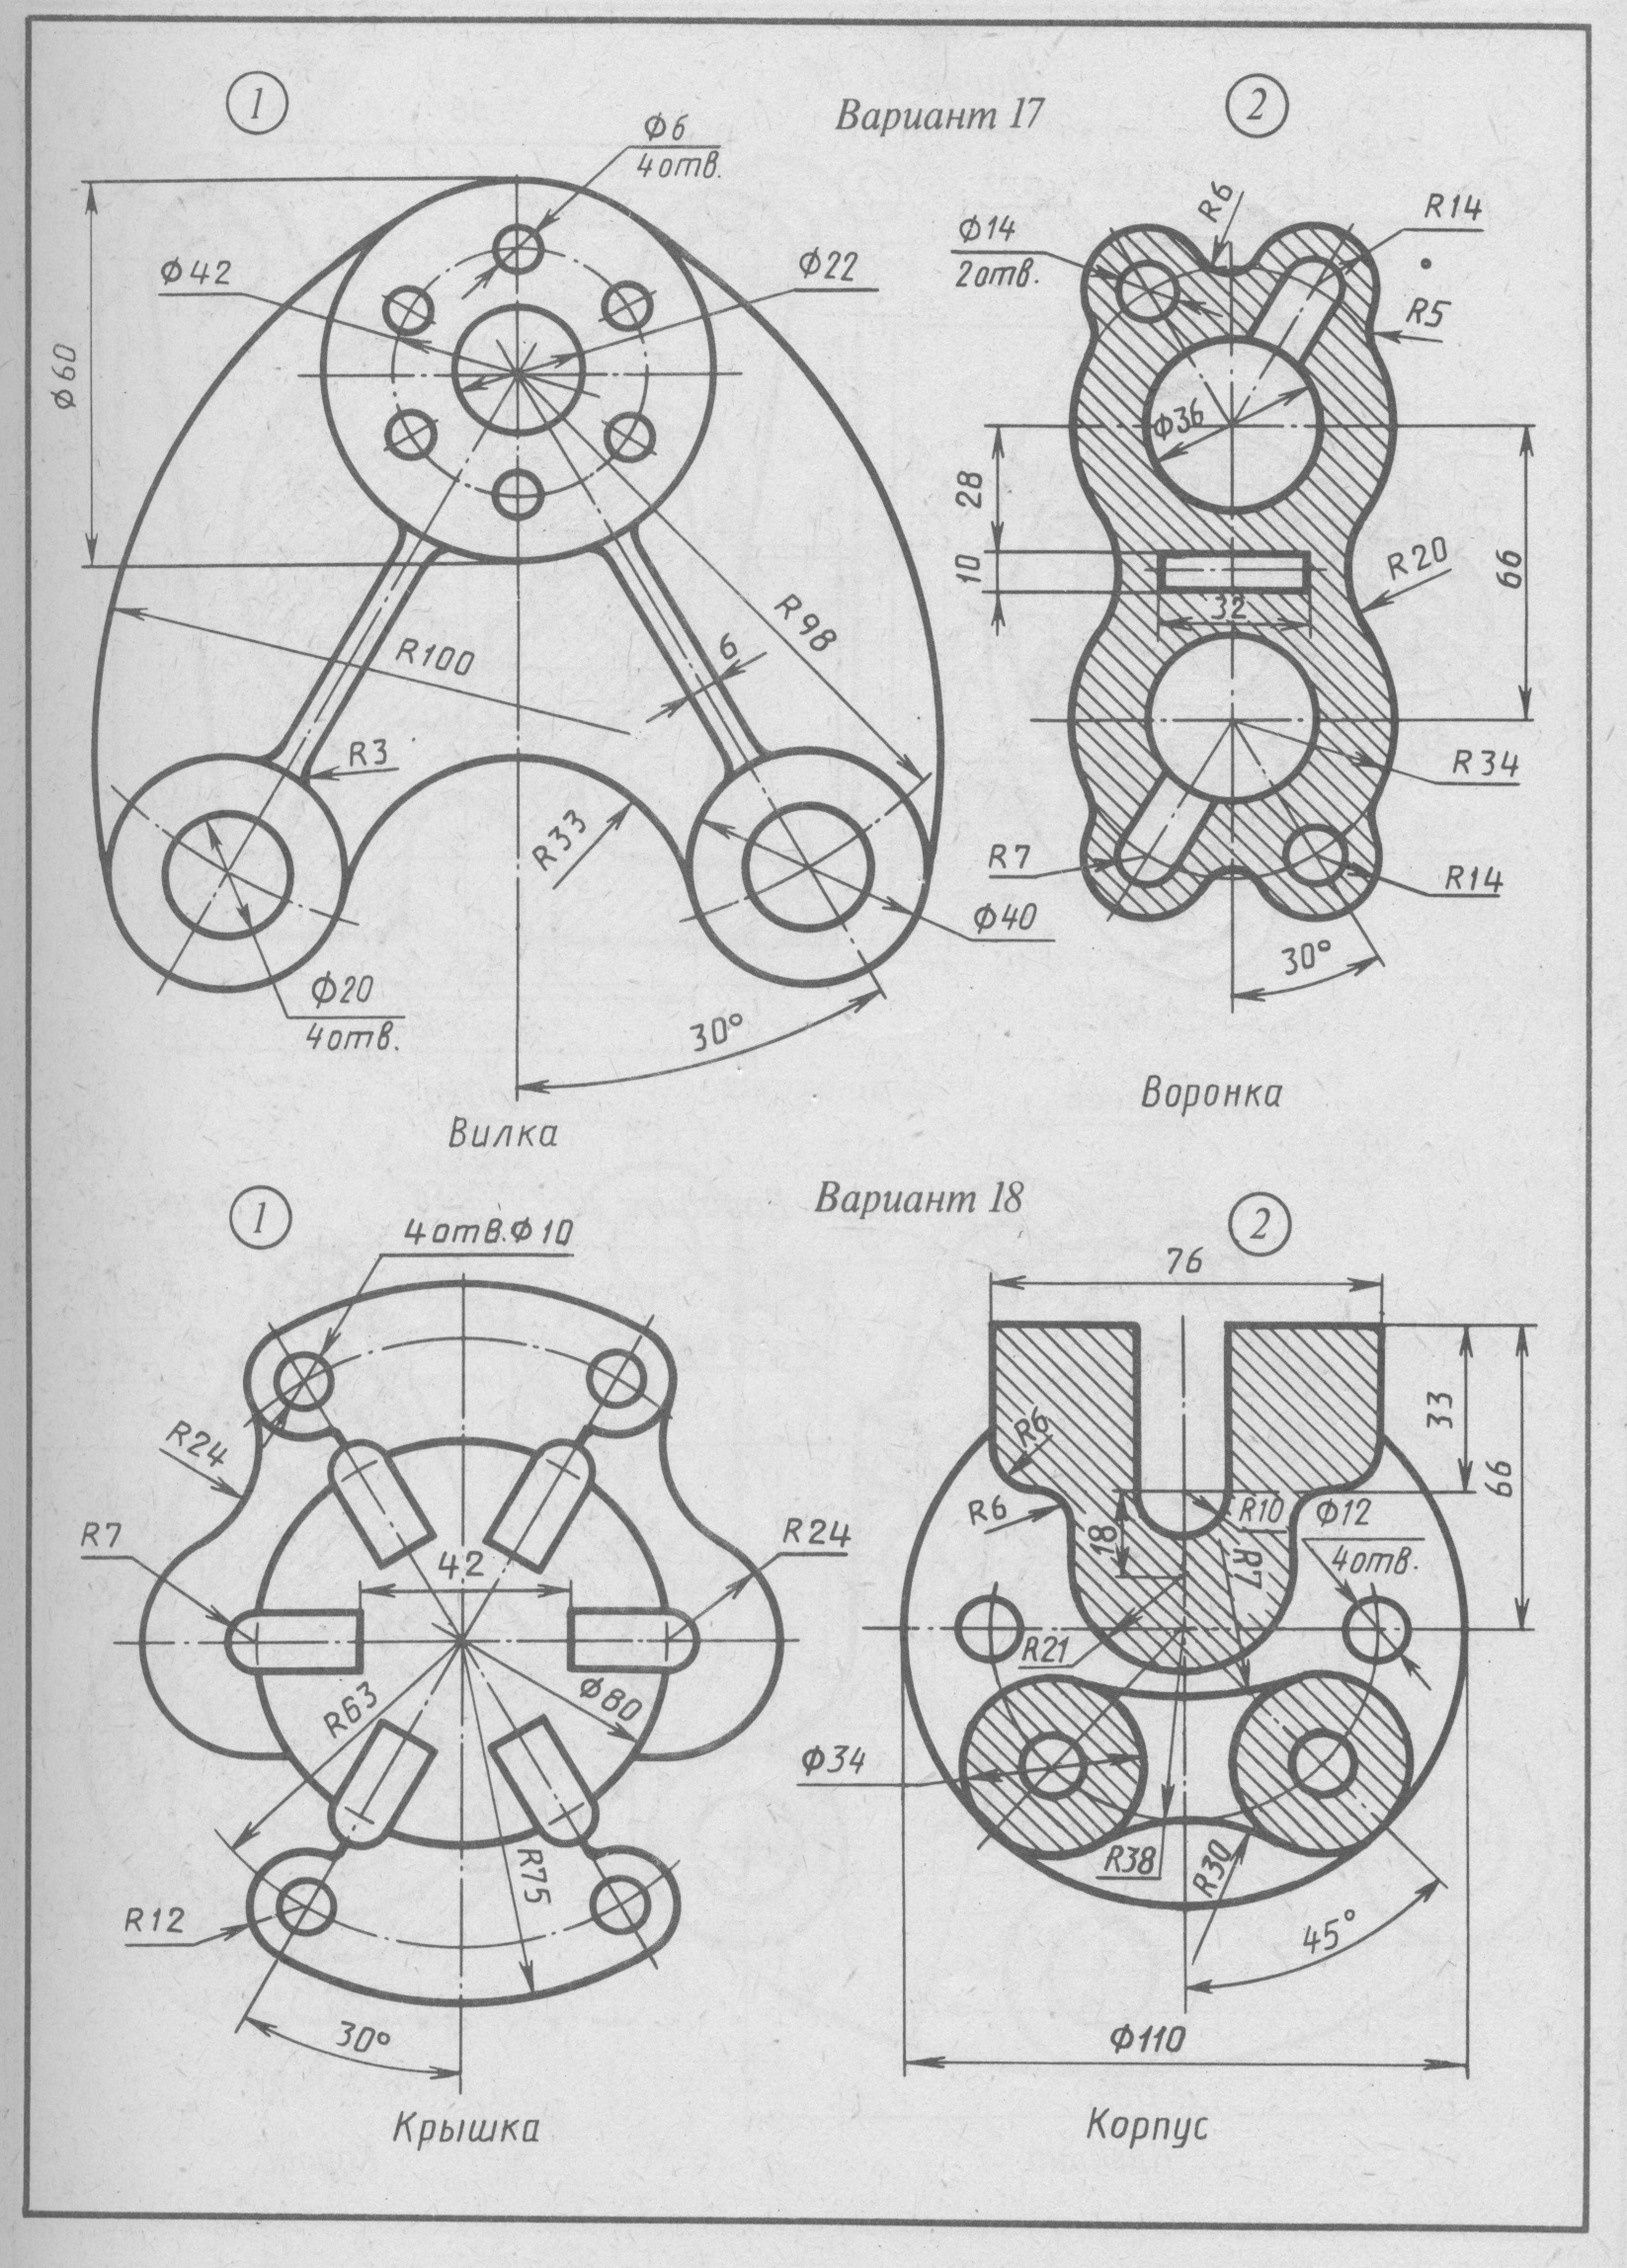 1
Вариант 17
2
Ф6
4отв.
Ф42
Ф22
Ф60
R100
R98
6
R3
R33
Ф20
4отв.
Ф40
30°
Вилка
R6
R14
Ф14
2отв.
R5
Ф36
28
10
32
R20
66
R34
R7
R14
30°
Воронка
Вариант 18
1
4отв.Ф10
R24
R7
42
R24
R63
Ф80
R75
R12
30°
Крышка
2
76
R6
33
66
R6
18
R10
Ф12
4отв.
R7
R21
Ф34
R38
R30
45°
Ф110
Корпус